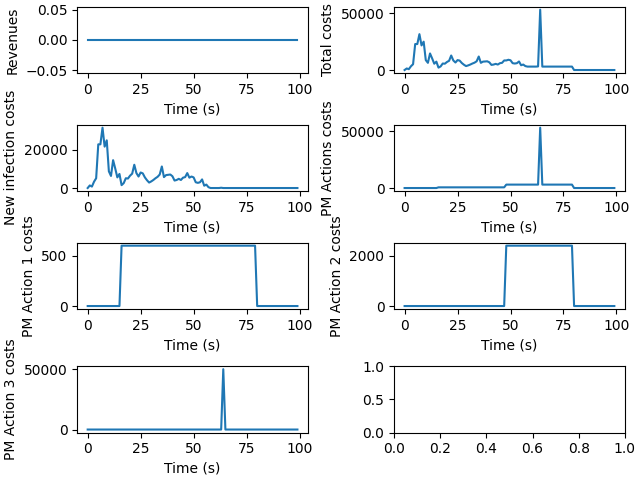 Revenues
0.05
0.00
−0.05
0 25 50 75 100
Time (s)
Total costs
50000
0
0 25 50 75 100
Time (s)
New infection costs
20000
0
0 25 50 75 100
Time (s)
PM Actions costs
50000
0
0 25 50 75 100
Time (s)
PM Action 1 costs
500
0
0 25 50 75 100
Time (s)
PM Action 2 costs
2000
0
0 25 50 75 100
Time (s)
PM Action 3 costs
50000
0
0 25 50 75 100
Time (s)
1.0
0.5
0.0
0.0 0.2 0.4 0.6 0.8 1.0